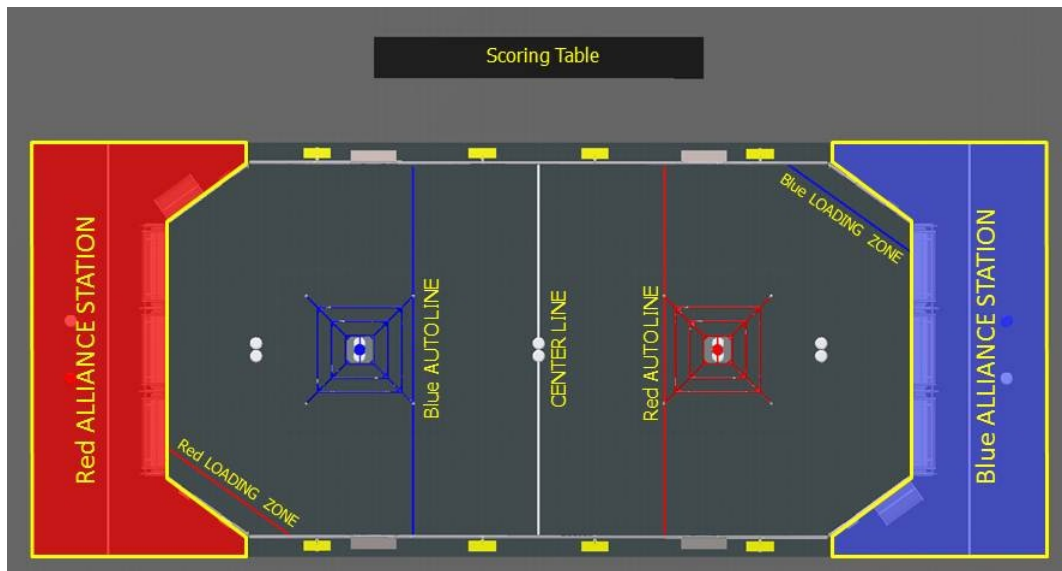 Scoring Table
Red ALLIANCE STATION
Red LOADING ZONE
Blue AUTOLINE
CENTER LINE
Red AUTOLINE
Blue LOADING ZONE
Blue ALLIANCE STATION